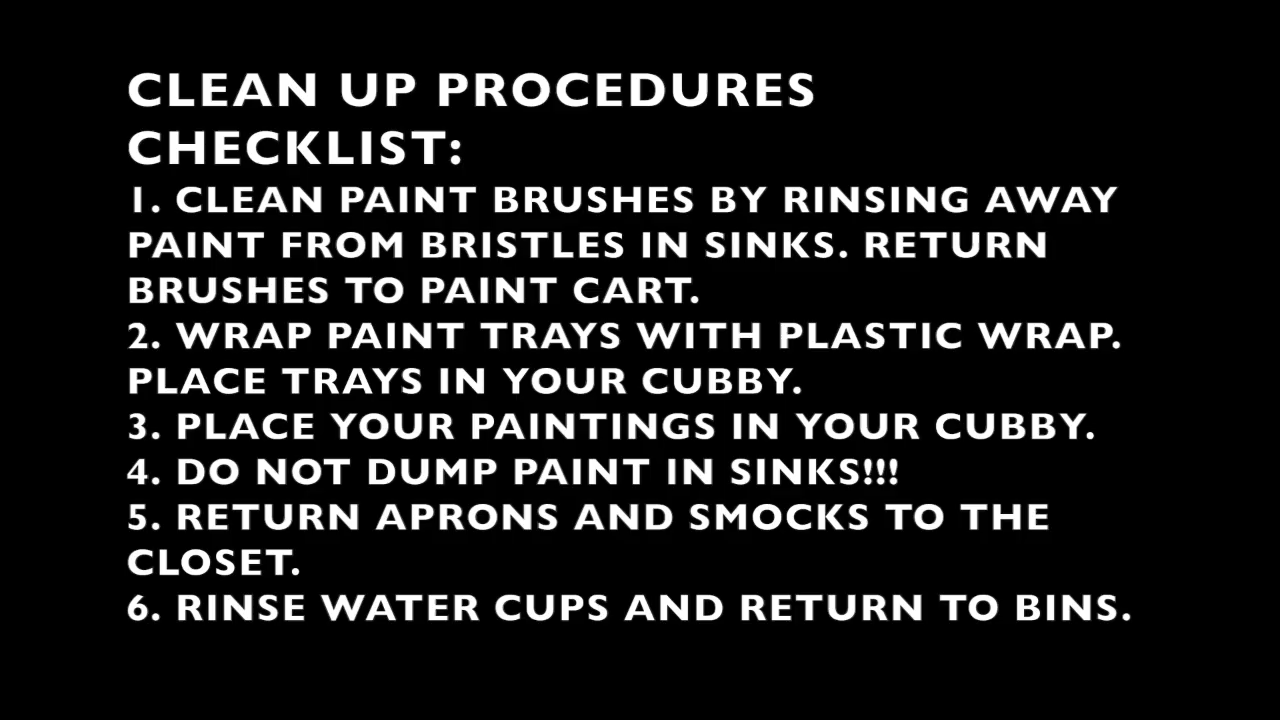 CLEAN UP PROCEDURES
CHECKLIST:
1. CLEAN PAINT BRUSHES BY RINSING AWAY
PAINT FROM BRISTLES IN SINKS. RETURN
BRUSHES TO PAINT CART.
2. WRAP PAINT TRAYS WITH PLASTIC WRAP.
PLACE TRAYS IN YOUR CUBBY.
3. PLACE YOUR PAINTINGS IN YOUR CUBBY.
4. DO NOT DUMP PAINT IN SINKS!!!
5. RETURN APRONS AND SMOCKS TO THE
CLOSET.
6. RINSE WATER CUPS AND RETURN TO BINS.